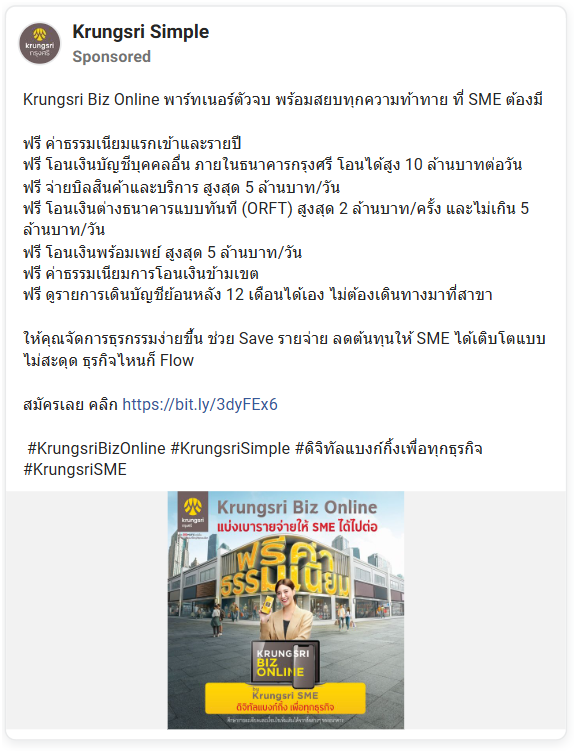 Krungsri Simple
krungsri
กรุงศรี
Sponsored
Krungsri Biz Online พาร์ทเนอร์ตัวจบ พร้อมสยบทุกความท้าทาย ที่ SME ต้องมี
ฟรี ค่าธรรมเนียมแรกเข้าและรายปี
ฟรี โอนเงินบัญชีบุคคลอื่น ภายในธนาคารกรุงศรี โอนได้สูง 10 ล้านบาทต่อวัน
ฟรี จ่ายบิลสินค้าและบริการ สูงสุด 5 ล้านบาท/วัน
ฟรี โอนเงินต่างธนาคารแบบทันที (ORFT) สูงสุด 2 ล้านบาท/ครั้ง และไม่เกิน 5
ล้านบาท/วัน
ฟรี โอนเงินพร้อมเพย์ สูงสุด 5 ล้านบาท/วัน
ฟรี ค่าธรรมเนียมการโอนเงินข้ามเขต
ฟรี ดูรายการเดินบัญชีย้อนหลัง 12 เดือนได้เอง ไม่ต้องเดินทางมาที่สาขา
ให้คุณจัดการธุรกรรมง่ายขึ้น ช่วย Save รายจ่าย ลดต้นทุนให้ SME ได้เติบโตแบบ
ไม่สะดุด ธุรกิจไหนก็ Flow
สมัครเลย คลิก https://bit.ly/3dyFEx6
#KrungsriBizOnline #KrungsriSimple #ดิจิทัลแบงก์กิ้งเพื่อทุกธุรกิจ
#KrungsriSME
krungsri
กรุงศรี
Krungsri Biz Online
แบ่งเบารายจ่ายให้ SME ได้ไปต่อ
ฟรีค่า
ธรรมเนียม
KRUNGSRI
BIZ
ONLINE
by
Krungsri SME
ดิจิทัลแบงก์กิ้ง เพื่อทุกธุรกิจ